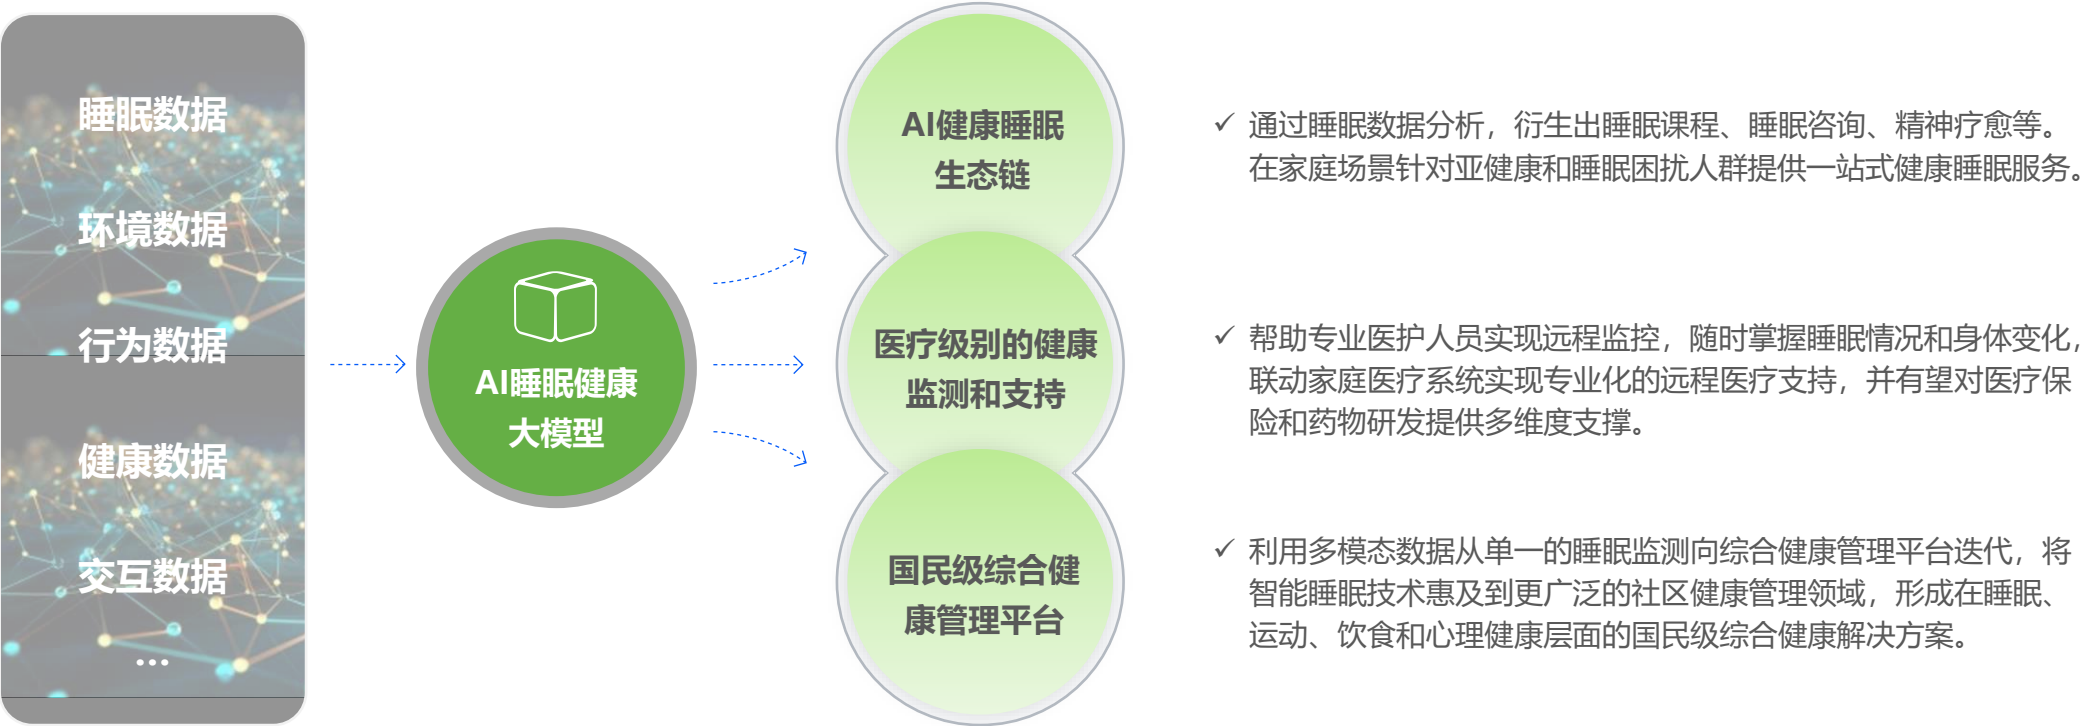 睡眠数据
环境数据
行为数据
健康数据
交互数据
...
AI睡眠健康
大模型
AI健康睡眠
生态链
医疗级别的健康
监测和支持
国民级综合健
康管理平台
✓ 通过睡眠数据分析，衍生出睡眠课程、睡眠咨询、精神疗愈等。
在家庭场景针对亚健康和睡眠困扰人群提供一站式健康睡眠服务。
✓ 帮助专业医护人员实现远程监控，随时掌握睡眠情况和身体变化，
联动家庭医疗系统实现专业化的远程医疗支持，并有望对医疗保
险和药物研发提供多维度支撑。
✓ 利用多模态数据从单一的睡眠监测向综合健康管理平台迭代，将
智能睡眠技术惠及到更广泛的社区健康管理领域，形成在睡眠、
运动、饮食和心理健康层面的国民级综合健康解决方案。